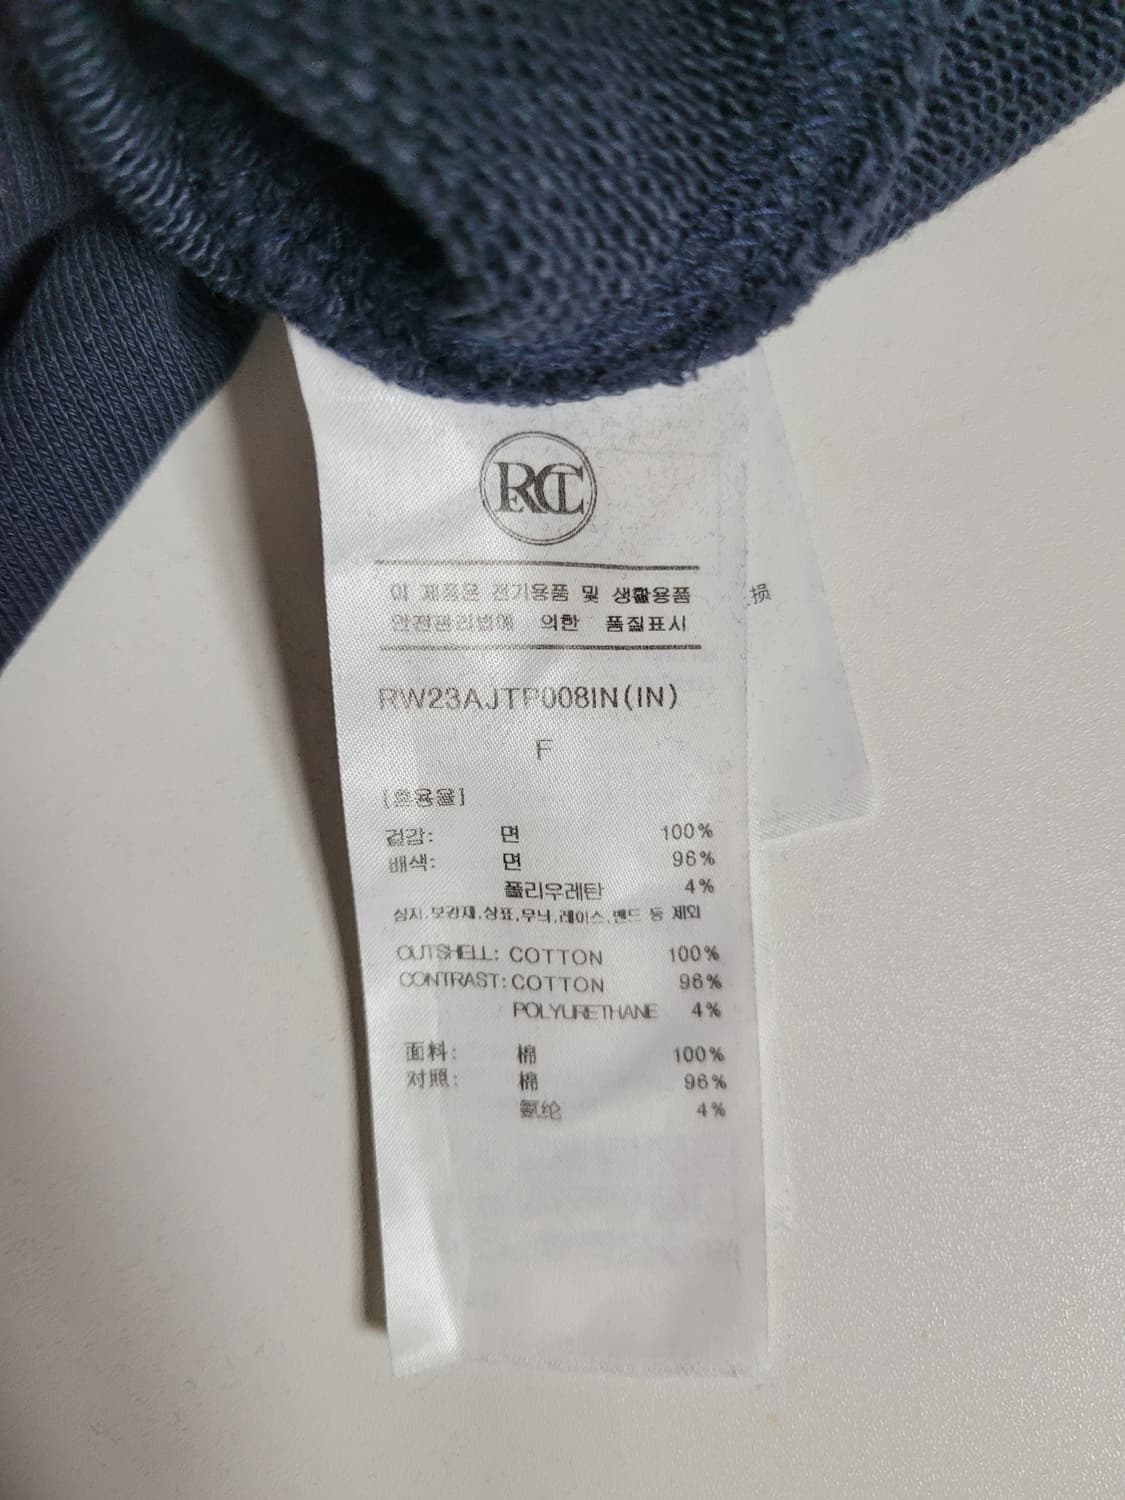 RCT
이 제품은 전기용품 및 생활용품
안전관리법에 의한 품질표시
损
RW23AJTP008IN(IN)
F
[혼용율]
겉감: 면 100%
배색: 면 96%
폴리우레탄 4%
심지,보강재,상표,무늬,레이스,밴드 등 제외
OUTSHELL: COTTON 100%
CONTRAST: COTTON 96%
POLYURETHANE 4%
面料: 棉 100%
对照: 棉 96%
氨纶 4%